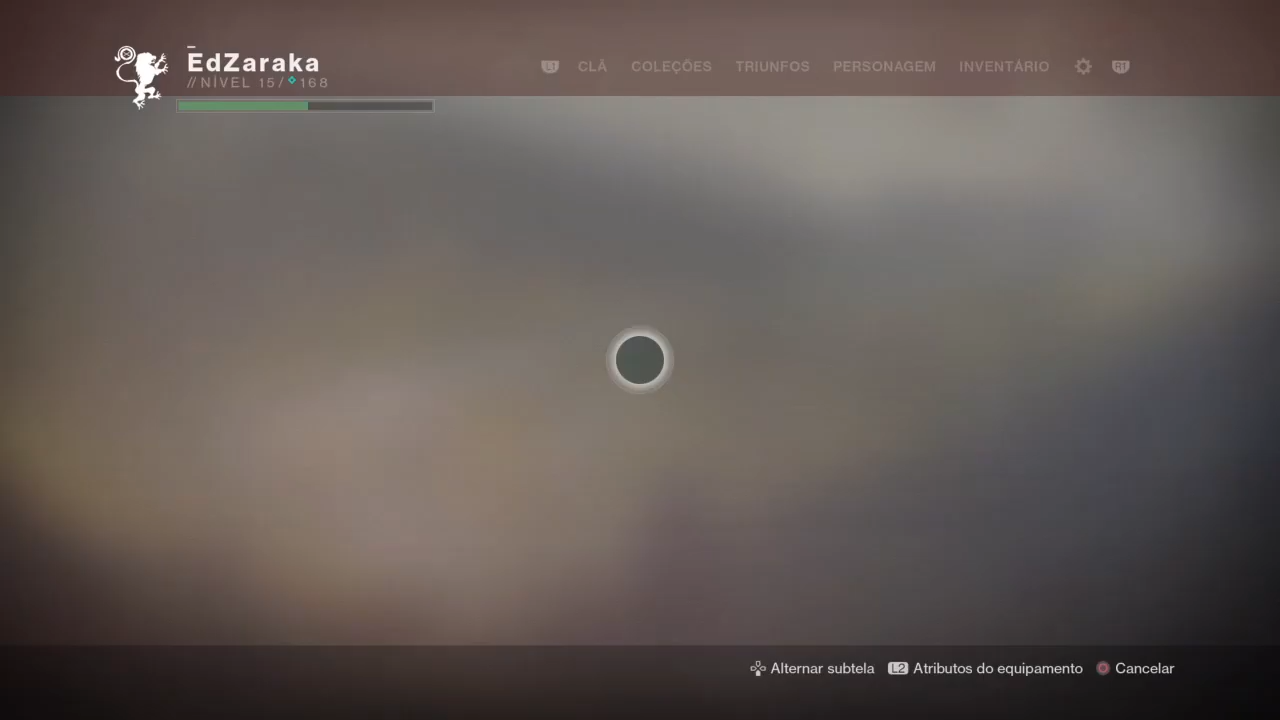 EdZaraka
//NÍVEL 15/168
L1 CLÃ COLEÇÕES TRIUNFOS PERSONAGEM INVENTÁRIO R1
Alternar subtela L2 Atributos do equipamento Cancelar